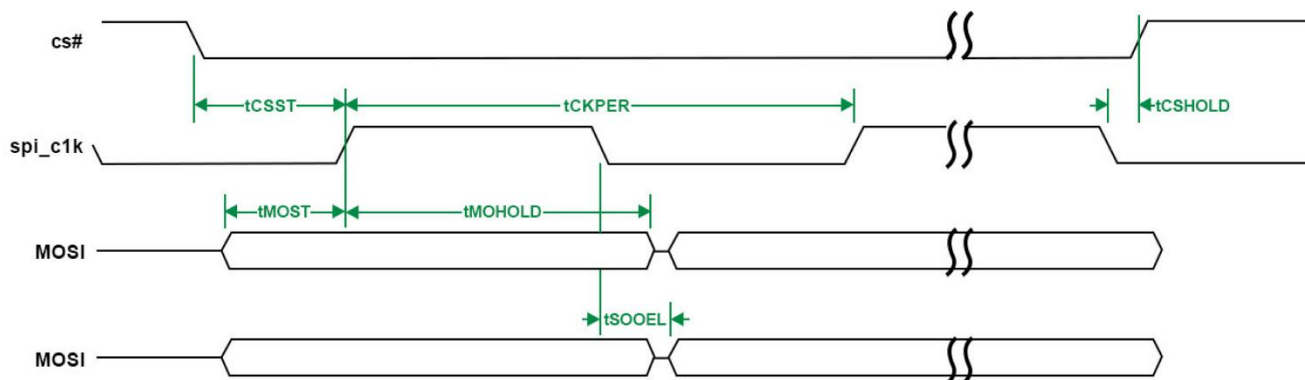 cs#
tCSST tCKPER tCSHOLD
spi_c1k
tMOST tMOHOLD
MOSI
tSOOEL
MOSI